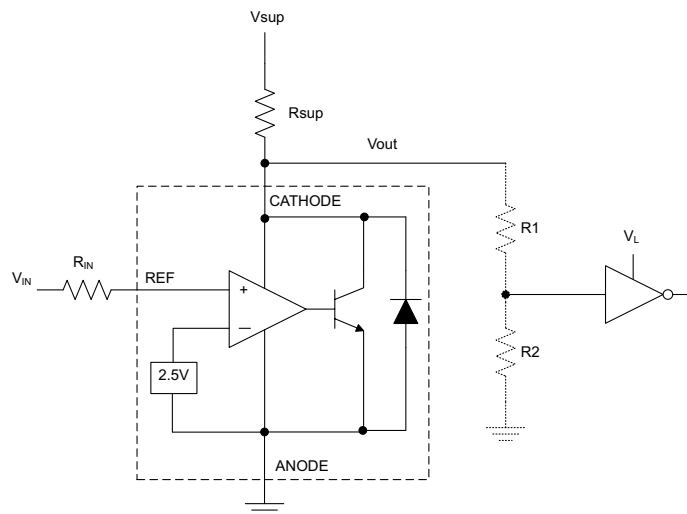 Vsup
Rsup
Vout
CATHODE
R1
RIN
VL
VIN
REF
+
–
R2
2.5V
ANODE